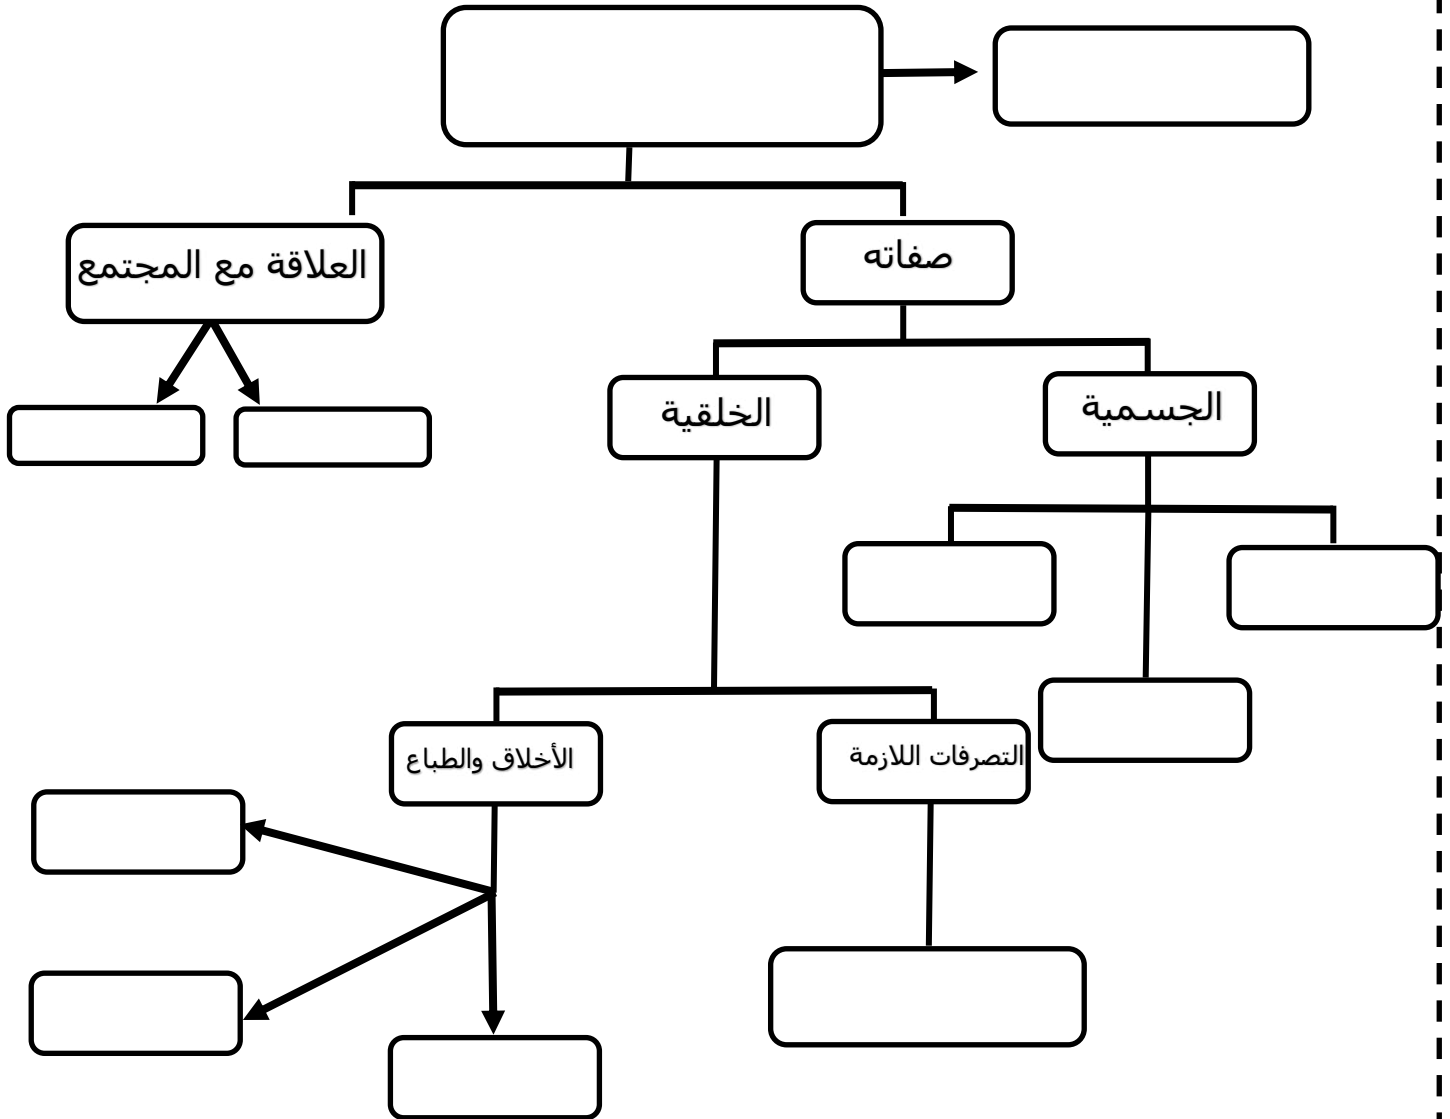 صفاته
العلاقة مع المجتمع
الجسمية
الخلقية
التصرفات اللازمة
الأخلاق والطباع